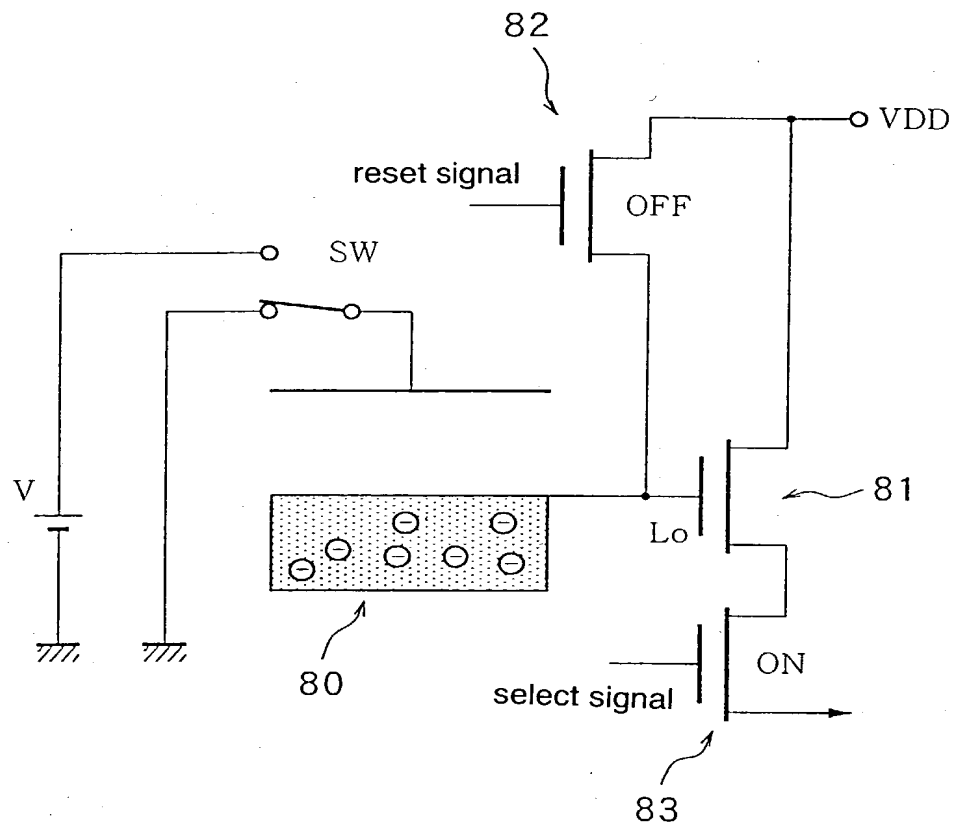 82
VDD
reset signal
OFF
SW
V
81
Lo
80
ON
select signal
83